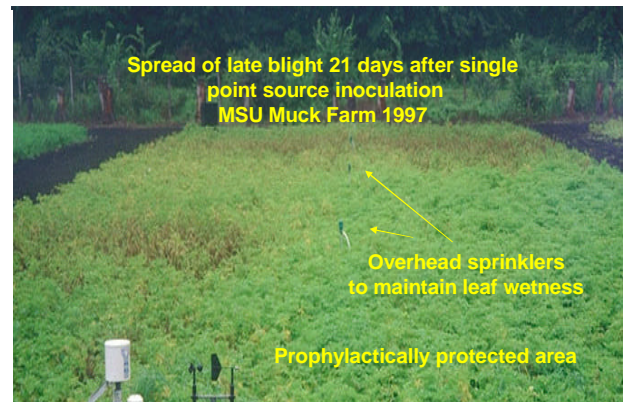 Spread of late blight 21 days after single
point source inoculation
MSU Muck Farm 1997
Overhead sprinklers
to maintain leaf wetness
Prophylactically protected area